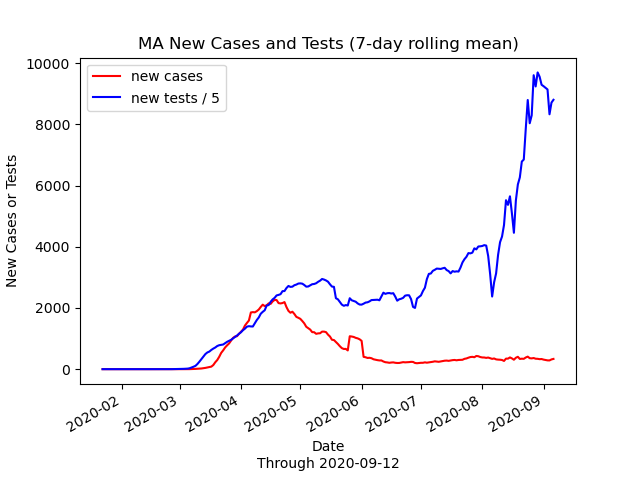 MA New Cases and Tests (7-day rolling mean)
new cases
new tests / 5
10000
8000
6000
4000
2000
0
New Cases or Tests
2020-02
2020-03
2020-04
2020-05
2020-06
2020-07
2020-08
2020-09
Date
Through 2020-09-12